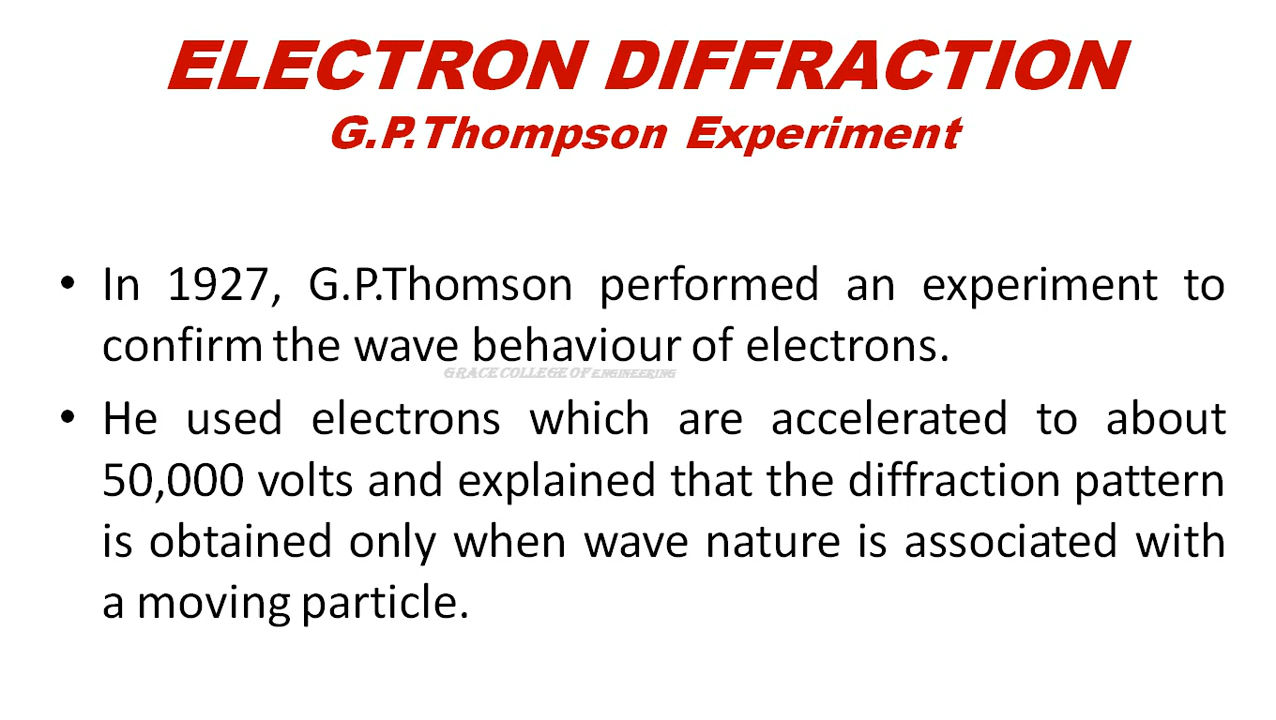 ELECTRON DIFFRACTION
G.P.Thompson Experiment
• In 1927, G.P.Thomson performed an experiment to
confirm the wave behaviour of electrons.
GRACE COLLEGE OF ENGINEERING
• He used electrons which are accelerated to about
50,000 volts and explained that the diffraction pattern
is obtained only when wave nature is associated with
a moving particle.